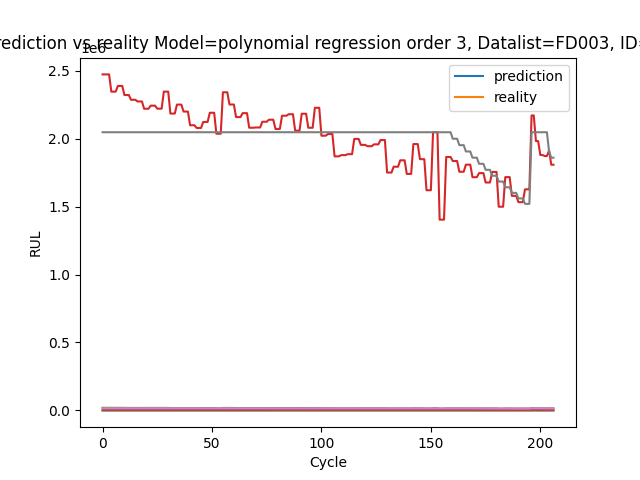 rediction vs reality Model=polynomial regression order 3, Datalist=FD003, ID=
1e6
2.5
2.0
1.5
1.0
0.5
0.0
RUL
prediction
reality
0 50 100 150 200
Cycle